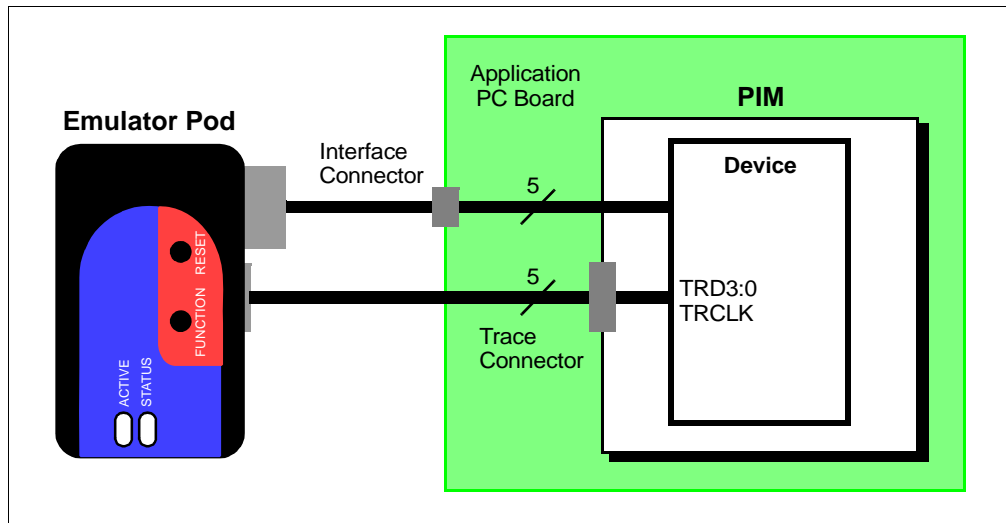 Emulator Pod
RESET
FUNCTION
ACTIVE
STATUS
Interface
Connector
5
5
Trace
Connector
Application
PC Board
PIM
Device
TRD3:0
TRCLK